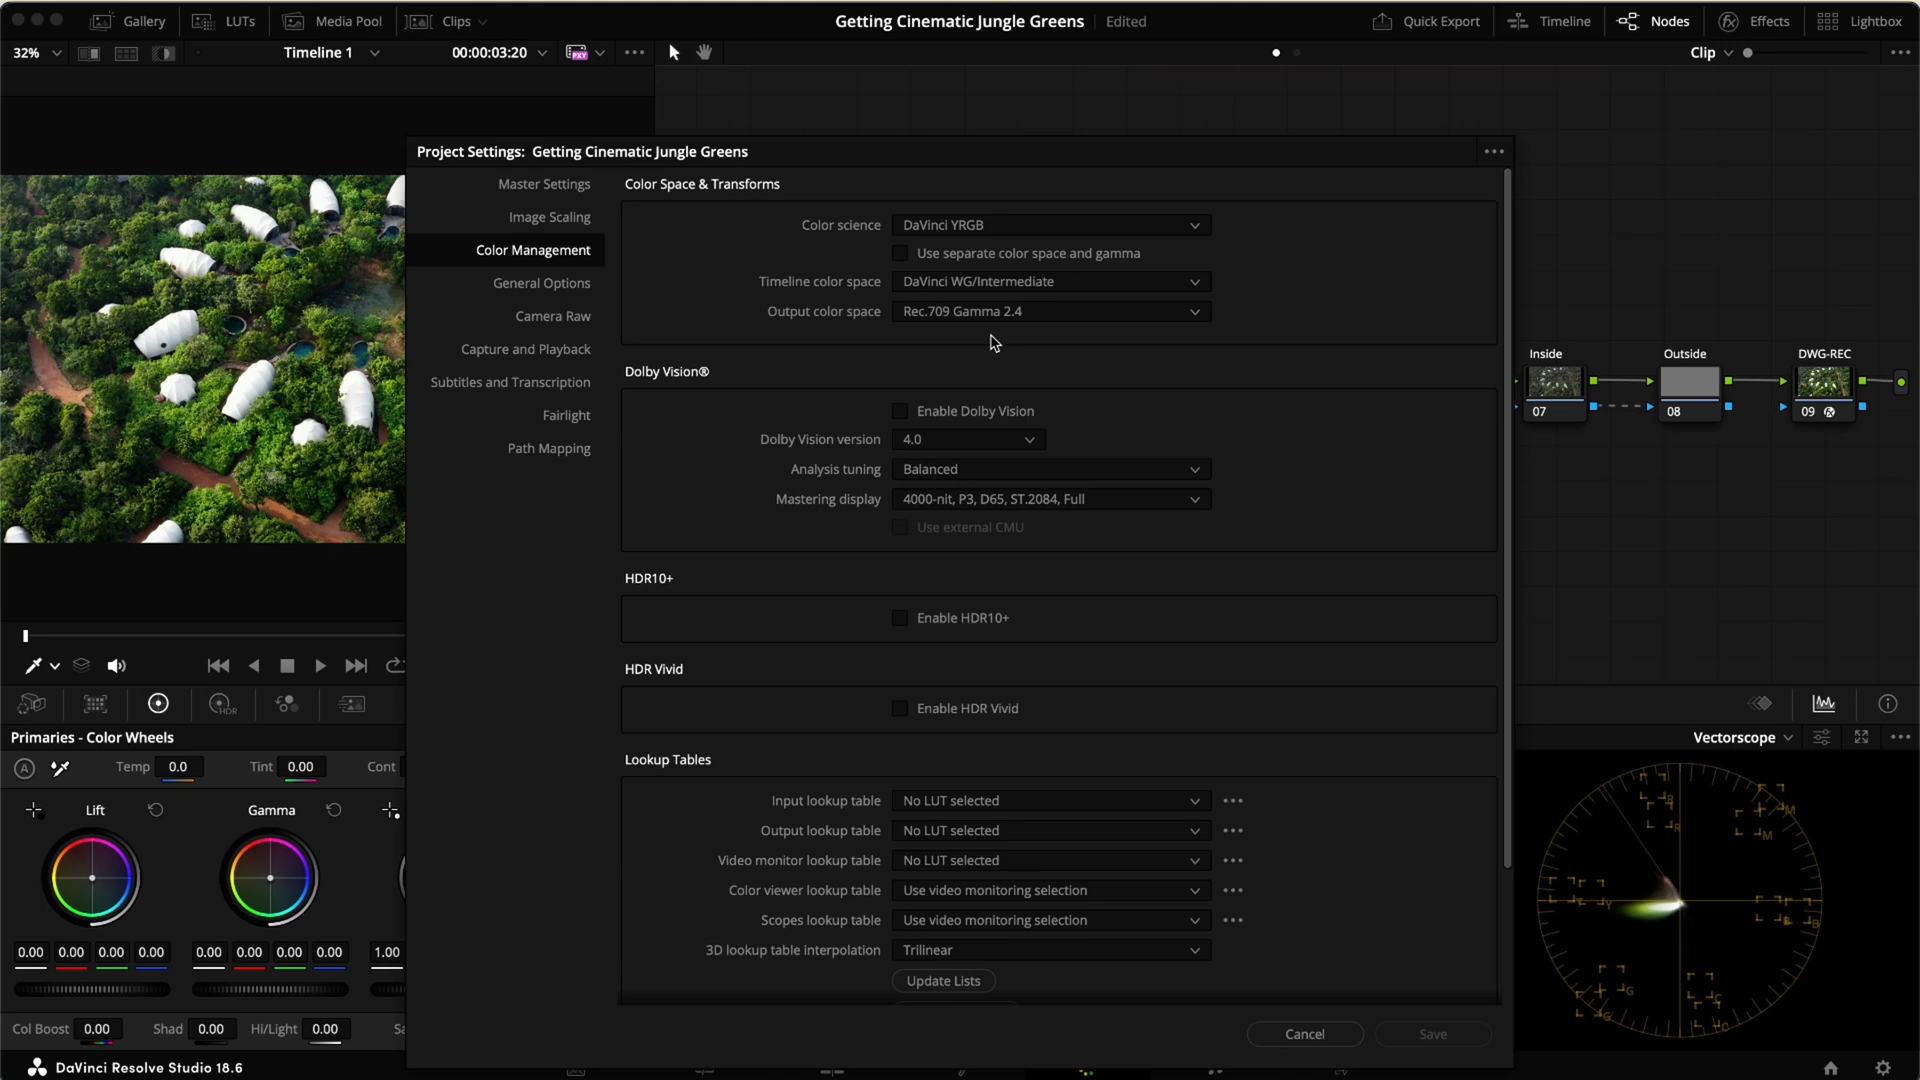 Gallery LUTs Media Pool Clips Getting Cinematic Jungle Greens Edited Quick Export Timeline Nodes Effects Lightbox
32% Timeline 1 00:00:03:20 PXY Clip
Project Settings: Getting Cinematic Jungle Greens
Master Settings
Image Scaling
Color Management
General Options
Camera Raw
Capture and Playback
Subtitles and Transcription
Fairlight
Path Mapping
Color Space & Transforms
Color science DaVinci YRGB
Use separate color space and gamma
Timeline color space DaVinci WG/Intermediate
Output color space Rec.709 Gamma 2.4
Dolby Vision®
Enable Dolby Vision
Dolby Vision version 4.0
Analysis tuning Balanced
Mastering display 4000-nit, P3, D65, ST.2084, Full
Use external CMU
HDR10+
Enable HDR10+
HDR Vivid
Enable HDR Vivid
Lookup Tables
Input lookup table No LUT selected
Output lookup table No LUT selected
Video monitor lookup table No LUT selected
Color viewer lookup table Use video monitoring selection
Scopes lookup table Use video monitoring selection
3D lookup table interpolation Trilinear
Update Lists
Cancel Save
Inside Outside DWG-REC
07 08 09
HDR
Primaries - Color Wheels
A Temp 0.0 Tint 0.00 Cont
Lift Gamma
0.00 0.00 0.00 0.00 0.00 0.00 0.00 0.00 1.00
Col Boost 0.00 Shad 0.00 Hi/Light 0.00 Sa
Vectorscope
R M
R M
Y B
G C
G C
DaVinci Resolve Studio 18.6